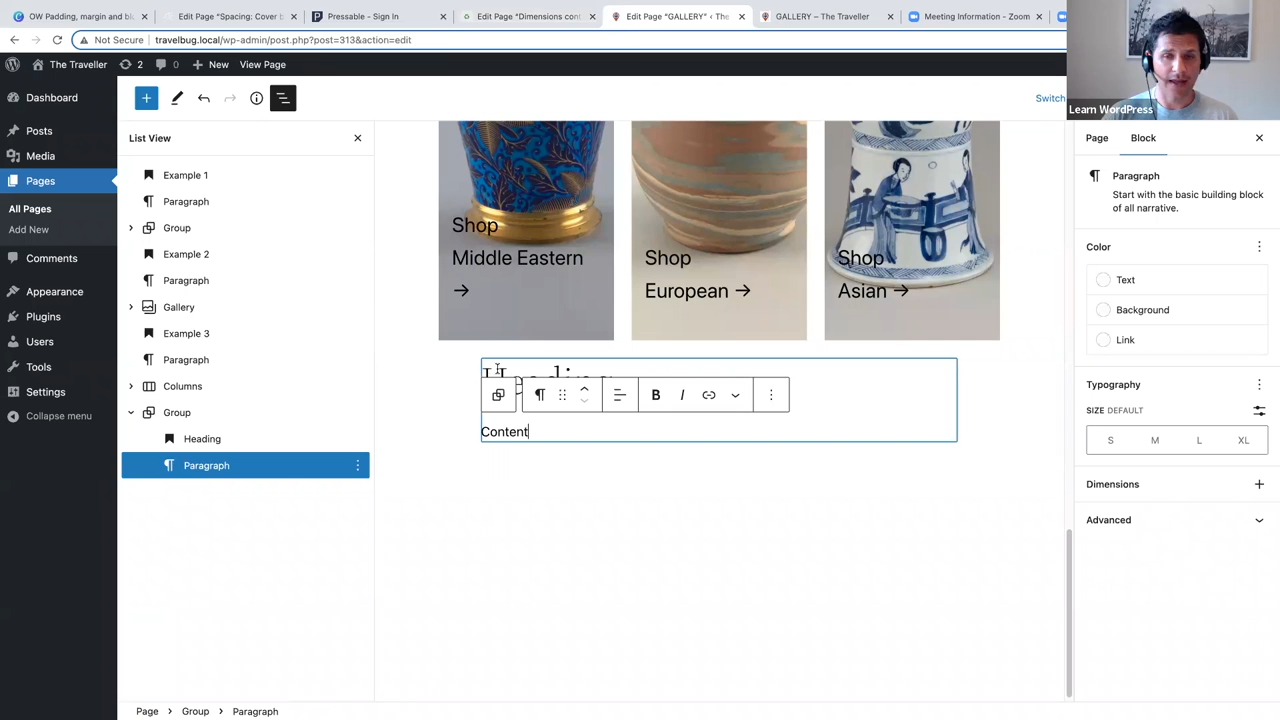 OW Padding, margin and bl
Edit Page "Spacing: Cover b
Pressable - Sign In
Edit Page "Dimensions cont
Edit Page "GALLERY" ‹ The
GALLERY – The Traveller
Meeting Information - Zoom
Not Secure
travelbug.local/wp-admin/post.php?post=313&action=edit
The Traveller
2
0
New
View Page
Learn WordPress
Dashboard
Posts
Media
Pages
All Pages
Add New
Comments
Appearance
Plugins
Users
Tools
Settings
Collapse menu
Switch
List View
Example 1
Paragraph
Group
Example 2
Paragraph
Gallery
Example 3
Paragraph
Columns
Group
Heading
Paragraph
Shop
Middle Eastern
→
Shop
European →
Shop
Asian →
B
I
Content
Page
Block
Paragraph
Start with the basic building block
of all narrative.
Color
Text
Background
Link
Typography
SIZE DEFAULT
S
M
L
XL
Dimensions
Advanced
Page
Group
Paragraph